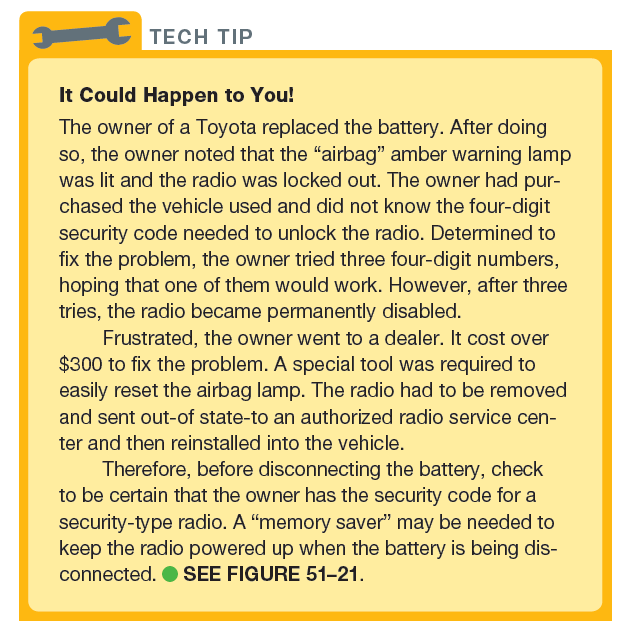 TECH TIP
It Could Happen to You!
The owner of a Toyota replaced the battery. After doing
so, the owner noted that the “airbag” amber warning lamp
was lit and the radio was locked out. The owner had pur-
chased the vehicle used and did not know the four-digit
security code needed to unlock the radio. Determined to
fix the problem, the owner tried three four-digit numbers,
hoping that one of them would work. However, after three
tries, the radio became permanently disabled.
Frustrated, the owner went to a dealer. It cost over
$300 to fix the problem. A special tool was required to
easily reset the airbag lamp. The radio had to be removed
and sent out-of state-to an authorized radio service cen-
ter and then reinstalled into the vehicle.
Therefore, before disconnecting the battery, check
to be certain that the owner has the security code for a
security-type radio. A “memory saver” may be needed to
keep the radio powered up when the battery is being dis-
connected. SEE FIGURE 51–21.